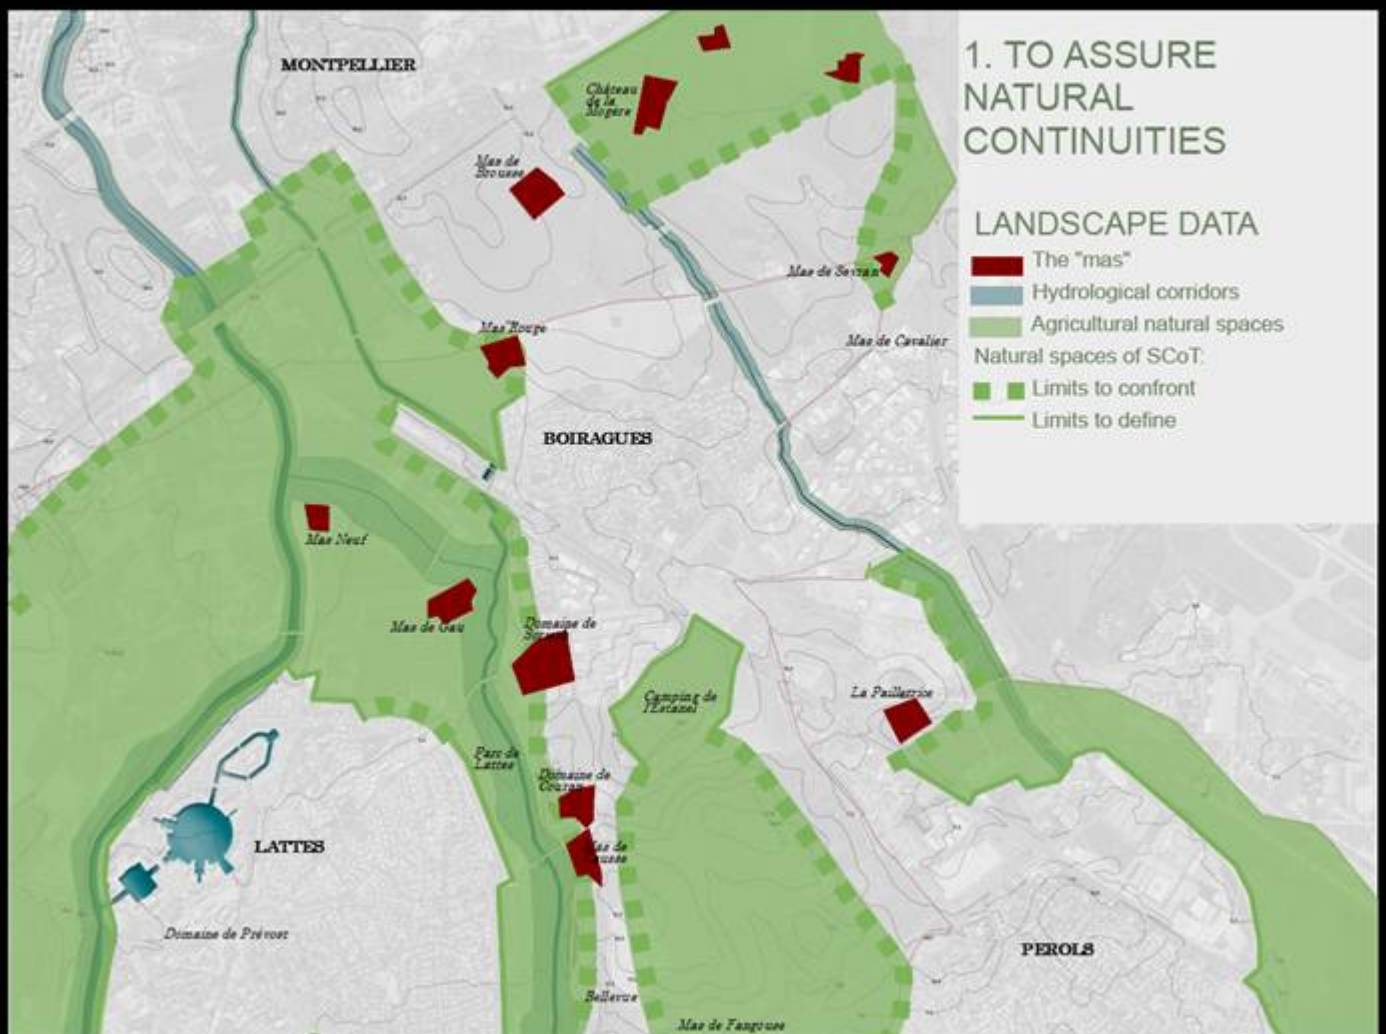 MONTPELLIER
1. TO ASSURE
NATURAL
CONTINUITIES
Château
de la
Mogère
Mas de
Brousse
LANDSCAPE DATA
The "mas"
Hydrological corridors
Agricultural natural spaces
Natural spaces of SCoT:
Limits to confront
Limits to define
Mas de
Mas Rouge
Mas de Cavalier
BOIRAGUES
Mas Neuf
Mas de Gau
Domaine de
Camping de
l'Estanel
La Paillatrice
Parc de
Lattes
Domaine de
Couran
Mas de
LATTES
Domaine de Prévost
PEROLS
Bellevue
Mas de Fangouse